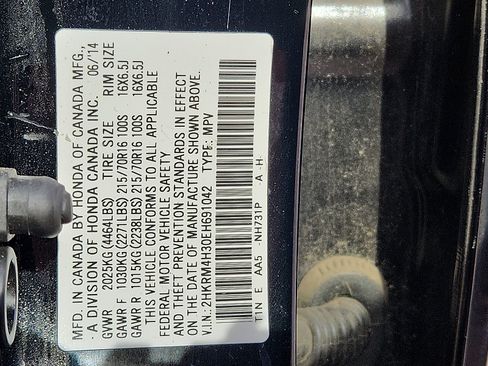 MFD. IN CANADA BY HONDA OF CANADA MFG.,
A DIVISION OF HONDA CANADA INC. 06/14
GVWR 2025KG (4464LBS) TIRE SIZE RIM SIZE
GAWR F 1030KG (2271LBS) 215/70R16 100S 16X6.5J
GAWR R 1015KG (2238LBS) 215/70R16 100S 16X6.5J
THIS VEHICLE CONFORMS TO ALL APPLICABLE
FEDERAL MOTOR VEHICLE SAFETY
AND THEFT PREVENTION STANDARDS IN EFFECT
ON THE DATE OF MANUFACTURE SHOWN ABOVE.
V.I.N.: 2HKRM4H30EH691042 TYPE: MPV
T1N E AA5 -NH731P -A -H-